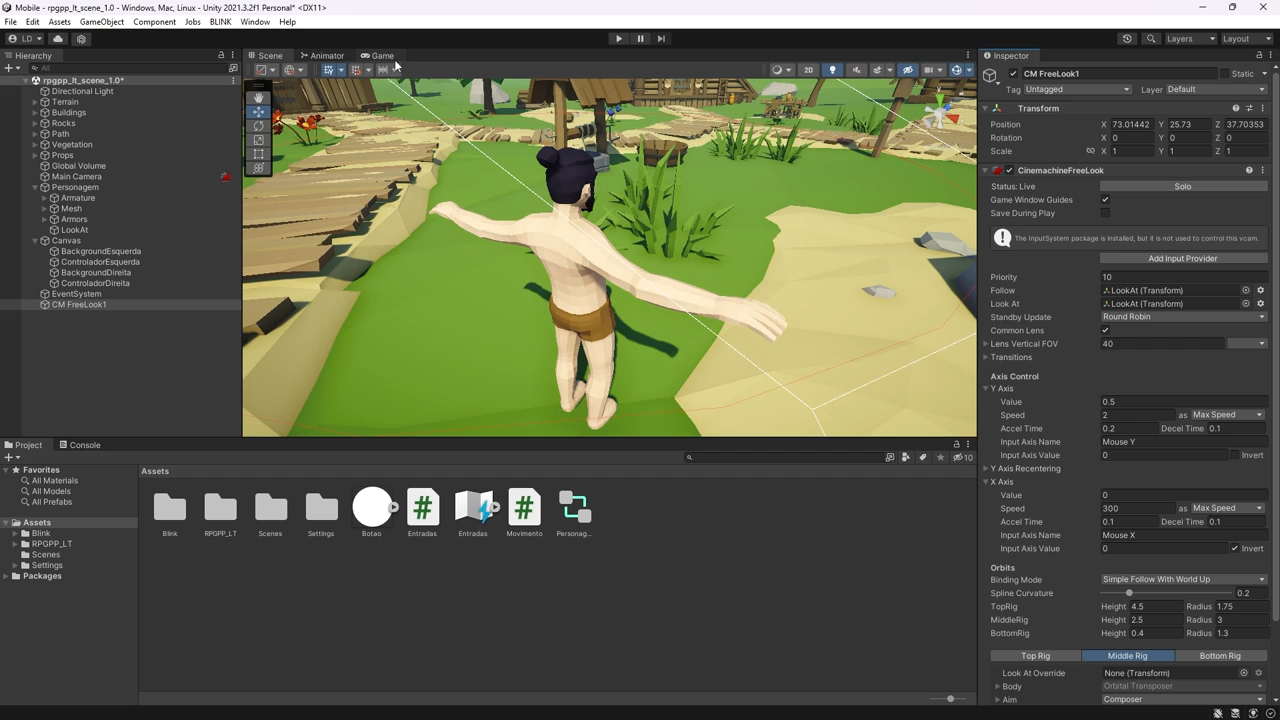 Mobile - rpgpp_lt_scene_1.0 - Windows, Mac, Linux - Unity 2021.3.2f1 Personal* <DX11>
File Edit Assets GameObject Component Jobs BLINK Window Help
LD Layers Layout
Hierarchy Scene Animator Game Inspector
All
2D
CM FreeLook1 Static
Tag Untagged Layer Default
rpgpp_lt_scene_1.0*
Directional Light
Terrain
Buildings
Rocks
Path
Vegetation
Props
Global Volume
Main Camera
Personagem
Armature
Mesh
Armors
LookAt
Canvas
BackgroundEsquerda
ControladorEsquerda
BackgroundDireita
ControladorDireita
EventSystem
CM FreeLook1
Transform
Position X 73.01442 Y 25.73 Z 37.70353
Rotation X 0 Y 0 Z 0
Scale X 1 Y 1 Z 1
CinemachineFreeLook
Status: Live Solo
Game Window Guides
Save During Play
The InputSystem package is installed, but it is not used to control this vcam.
Add Input Provider
Priority 10
Follow LookAt (Transform)
Look At LookAt (Transform)
Standby Update Round Robin
Common Lens
Lens Vertical FOV 40
Transitions
Axis Control
Y Axis
Value 0.5
Speed 2 as Max Speed
Accel Time 0.2 Decel Time 0.1
Input Axis Name Mouse Y
Input Axis Value 0 Invert
Y Axis Recentering
X Axis
Value 0
Speed 300 as Max Speed
Accel Time 0.1 Decel Time 0.1
Input Axis Name Mouse X
Input Axis Value 0 Invert
Orbits
Binding Mode Simple Follow With World Up
Spline Curvature 0.2
TopRig Height 4.5 Radius 1.75
MiddleRig Height 2.5 Radius 3
BottomRig Height 0.4 Radius 1.3
Top Rig Middle Rig Bottom Rig
Look At Override None (Transform)
Body Orbital Transposer
Aim Composer
Project Console
10
Favorites
All Materials
All Models
All Prefabs
Assets
Blink
RPGPP_LT
Scenes
Settings
Packages
Assets
Blink RPGPP_LT Scenes Settings Botao Entradas Entradas Movimento Personag...